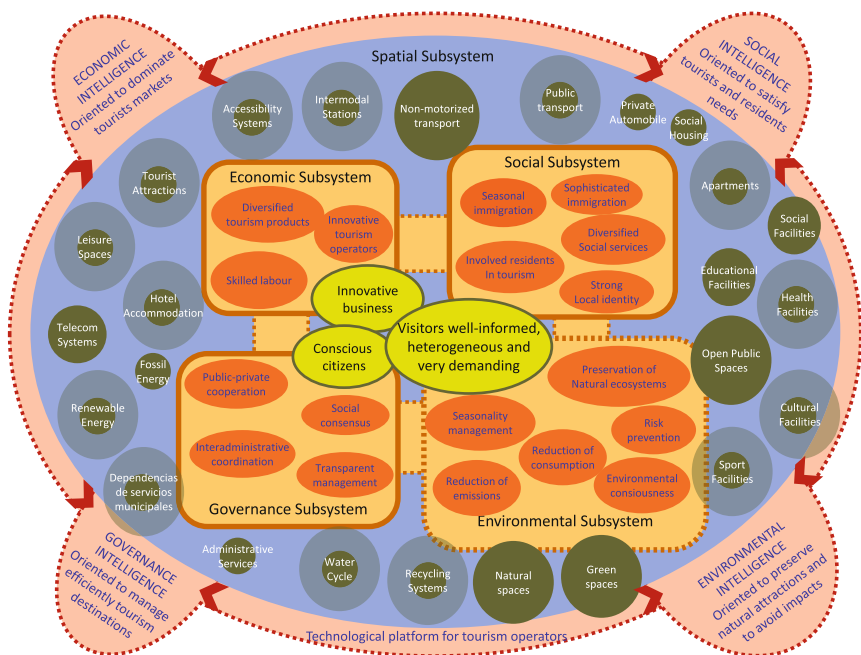 ECONOMIC
INTELLIGENCE
Oriented to dominate
tourists markets
SOCIAL
INTELLIGENCE
Oriented to satisfy
tourists and residents
needs
Spatial Subsystem
Accessibility
Systems
Intermodal
Stations
Non-motorized
transport
Public
transport
Private
Automobile
Social
Housing
Tourist
Attractions
Apartments
Leisure
Spaces
Social
Facilities
Hotel
Accommodation
Educational
Facilities
Health
Facilities
Telecom
Systems
Fossil
Energy
Open Public
Spaces
Renewable
Energy
Cultural
Facilities
Dependencias
de servicios
municipales
Sport
Facilities
Administrative
Services
Water
Cycle
Recycling
Systems
Natural
spaces
Green
spaces
Economic Subsystem
Diversified
tourism products
Innovative
tourism
operators
Skilled labour
Social Subsystem
Seasonal
immigration
Sophisticated
immigration
Diversified
Social services
Involved residents
In tourism
Strong
Local identity
Innovative
business
Conscious
citizens
Visitors well-informed,
heterogeneous and
very demanding
Public-private
cooperation
Social
consensus
Interadministrative
coordination
Transparent
management
Governance Subsystem
Preservation of
Natural ecosystems
Seasonality
management
Risk
prevention
Reduction of
consumption
Reduction of
emissions
Environmental
consiousness
Environmental Subsystem
GOVERNANCE
INTELLIGENCE
Oriented to manage
efficiently tourism
destinations
ENVIRONMENTAL
INTELLIGENCE
Oriented to preserve
natural attractions and
to avoid impacts
Technological platform for tourism operators